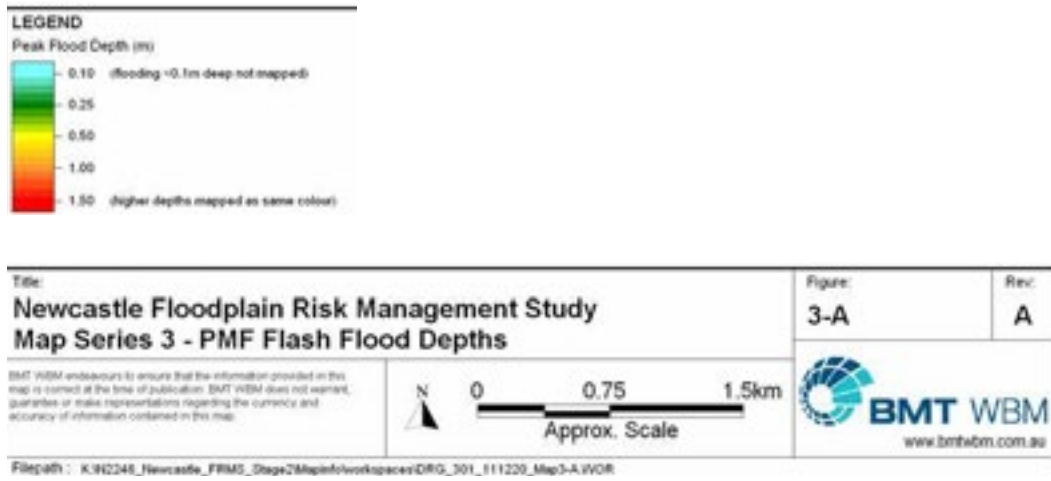 LEGEND
Peak Flood Depth (m)
0.10 (flooding <0.1m deep not mapped)
0.25
0.50
1.00
1.50 (higher depths mapped as same colour)
Title:
Newcastle Floodplain Risk Management Study
Map Series 3 - PMF Flash Flood Depths
Figure:
3-A
Rev:
A
BMT WBM endeavours to ensure that the information provided in this
map is correct at the time of publication. BMT WBM does not warrant,
guarantee or make representations regarding the currency and
accuracy of information contained in this map.
N
0 0.75 1.5km
Approx. Scale
BMT WBM
www.bmtwbm.com.au
Filepath : K:\N2246_Newcastle_FRMS_Stage2\Mapinfo\workspaces\DRG_301_111220_Map3-A.WOR